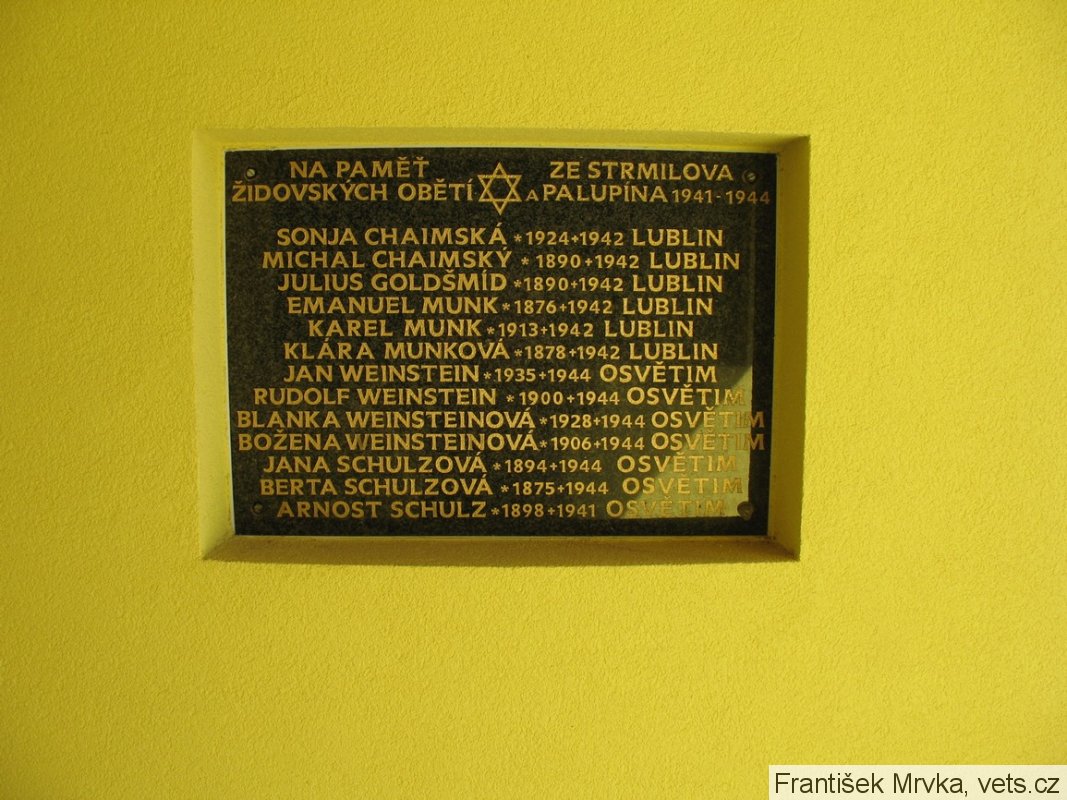 NA PAMĚŤ ZE STRMILOVA
ŽIDOVSKÝCH OBĚTÍ A PALUPÍNA 1941-1944
SONJA CHAIMSKÁ *1924+1942 LUBLIN
MICHAL CHAIMSKÝ * 1890+1942 LUBLIN
JULIUS GOLDŠMÍD *1890+1942 LUBLIN
EMANUEL MUNK *1876+1942 LUBLIN
KAREL MUNK *1913+1942 LUBLIN
KLÁRA MUNKOVÁ *1878+1942 LUBLIN
JAN WEINSTEIN *1935+1944 OSVĚTIM
RUDOLF WEINSTEIN *1900+1944 OSVĚTIM
BLANKA WEINSTEINOVÁ *1928+1944 OSVĚTIM
BOŽENA WEINSTEINOVÁ *1906+1944 OSVĚTIM
JANA SCHULZOVÁ *1894+1944 OSVĚTIM
BERTA SCHULZOVÁ *1875+1944 OSVĚTIM
ARNOST SCHULZ *1898+1941 OSVĚTIM
František Mrvka, vets.cz